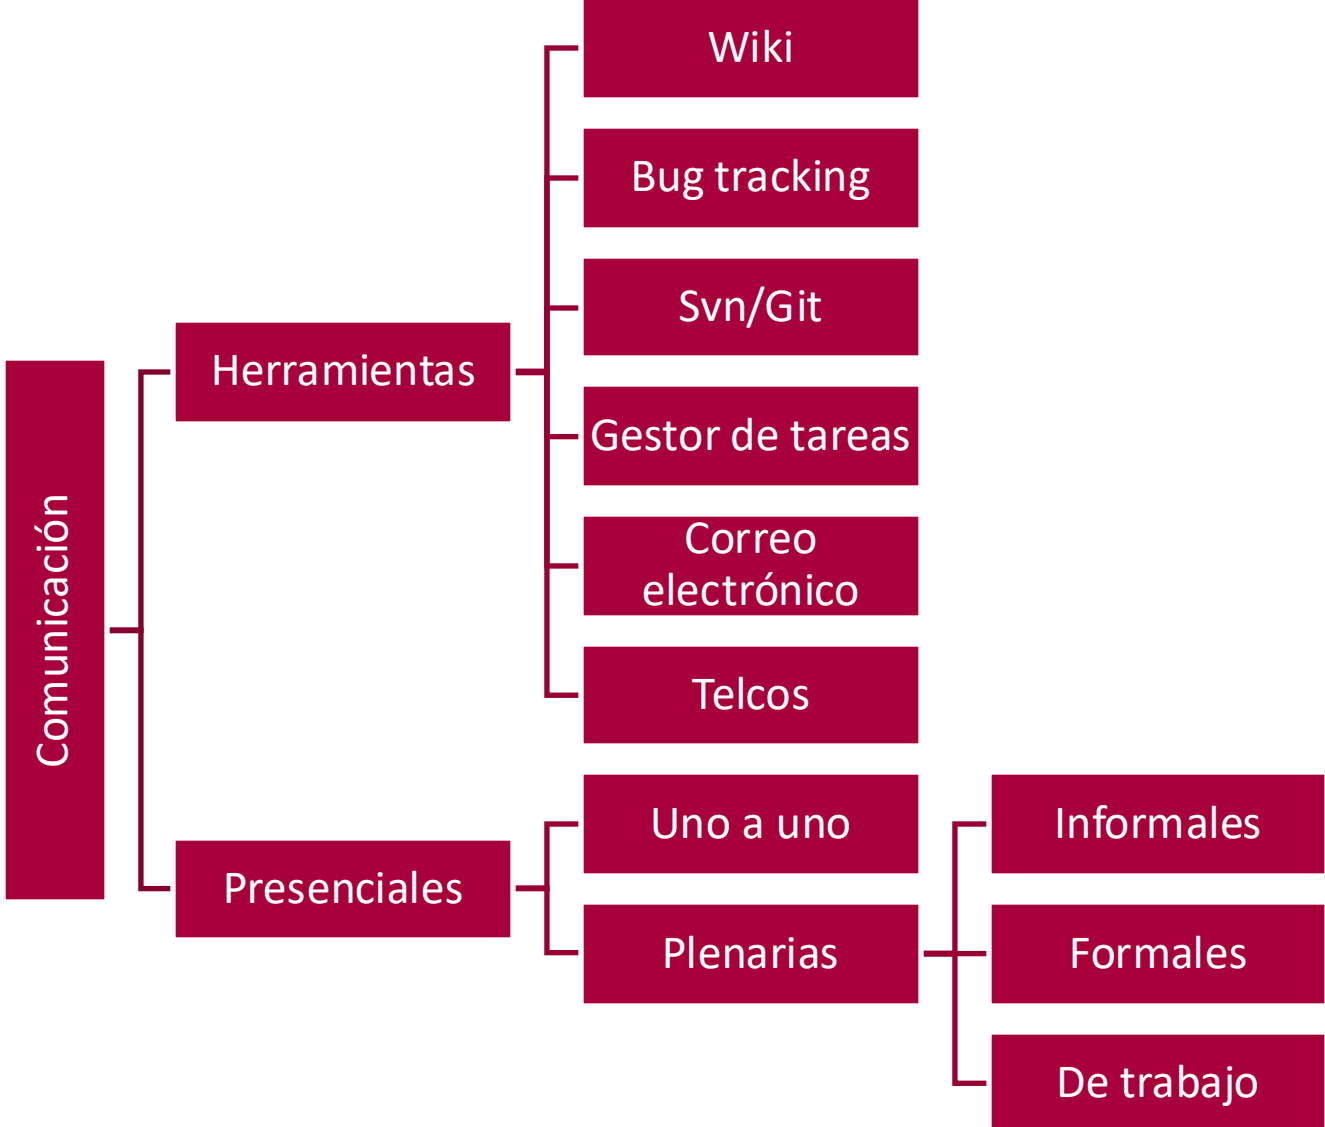 Comunicación
Herramientas
Wiki
Bug tracking
Svn/Git
Gestor de tareas
Correo
electrónico
Telcos
Presenciales
Uno a uno
Plenarias
Informales
Formales
De trabajo